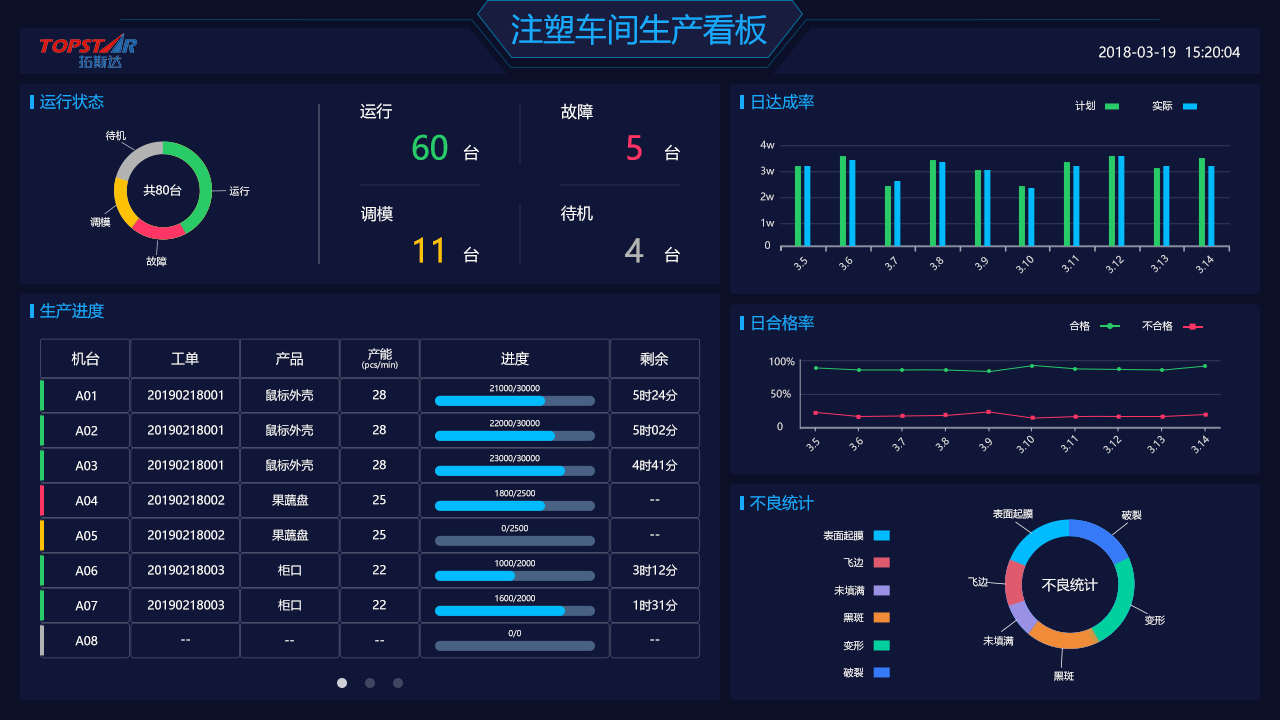 注塑车间生产看板
TOPSTAR
拓斯达
2018-03-19 15:20:04
运行状态
待机
共80台
运行
调模
故障
运行
60 台
故障
5 台
调模
11 台
待机
4 台
生产进度
机台 工单 产品 产能 (pcs/min) 进度 剩余
A01 20190218001 鼠标外壳 28 21000/30000 5时24分
A02 20190218001 鼠标外壳 28 22000/30000 5时02分
A03 20190218001 鼠标外壳 28 23000/30000 4时41分
A04 20190218002 果蔬盘 25 1800/2500 --
A05 20190218002 果蔬盘 25 0/2500 --
A06 20190218003 柜口 22 1000/2000 3时12分
A07 20190218003 柜口 22 1600/2000 1时31分
A08 -- -- -- 0/0 --
日达成率
计划 实际
4w
3w
2w
1w
0
3.5 3.6 3.7 3.8 3.9 3.10 3.11 3.12 3.13 3.14
日合格率
合格 不合格
100%
50%
0
3.5 3.6 3.7 3.8 3.9 3.10 3.11 3.12 3.13 3.14
不良统计
表面起膜
飞边
未填满
黑斑
变形
破裂
表面起膜
破裂
飞边
不良统计
变形
未填满
黑斑